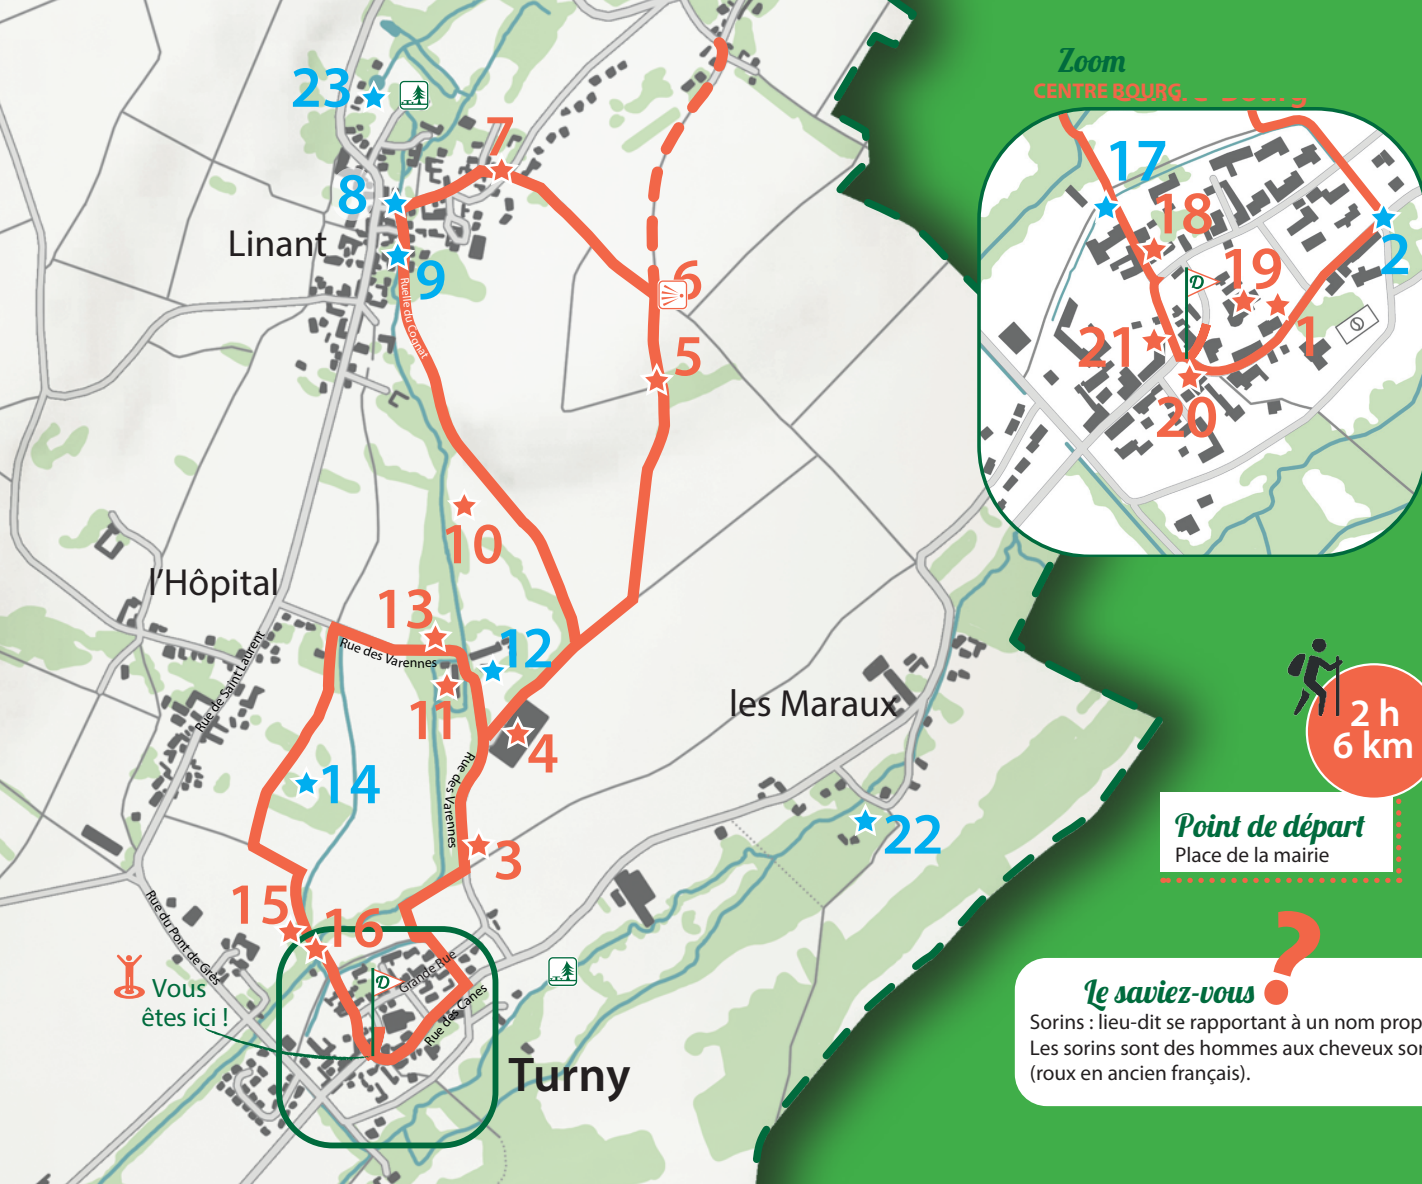 Zoom
CENTRE BOURG
23
7
8
Linant
9
Ruelle du Cognat
6
5
17
18
2
19
D
1
21
20
10
l'Hôpital
13
Rue des Varennes
12
Rue de Saint Laurent
11
4
les Maraux
14
Rue des Varennes
3
22
2 h
6 km
Point de départ
Place de la mairie
15
16
Rue du Pont de Grès
Grande Rue
D
Rue des Canes
Vous
êtes ici !
Turny
?
Le saviez-vous
Sorins : lieu-dit se rapportant à un nom prop
Les sorins sont des hommes aux cheveux sor
(roux en ancien français).